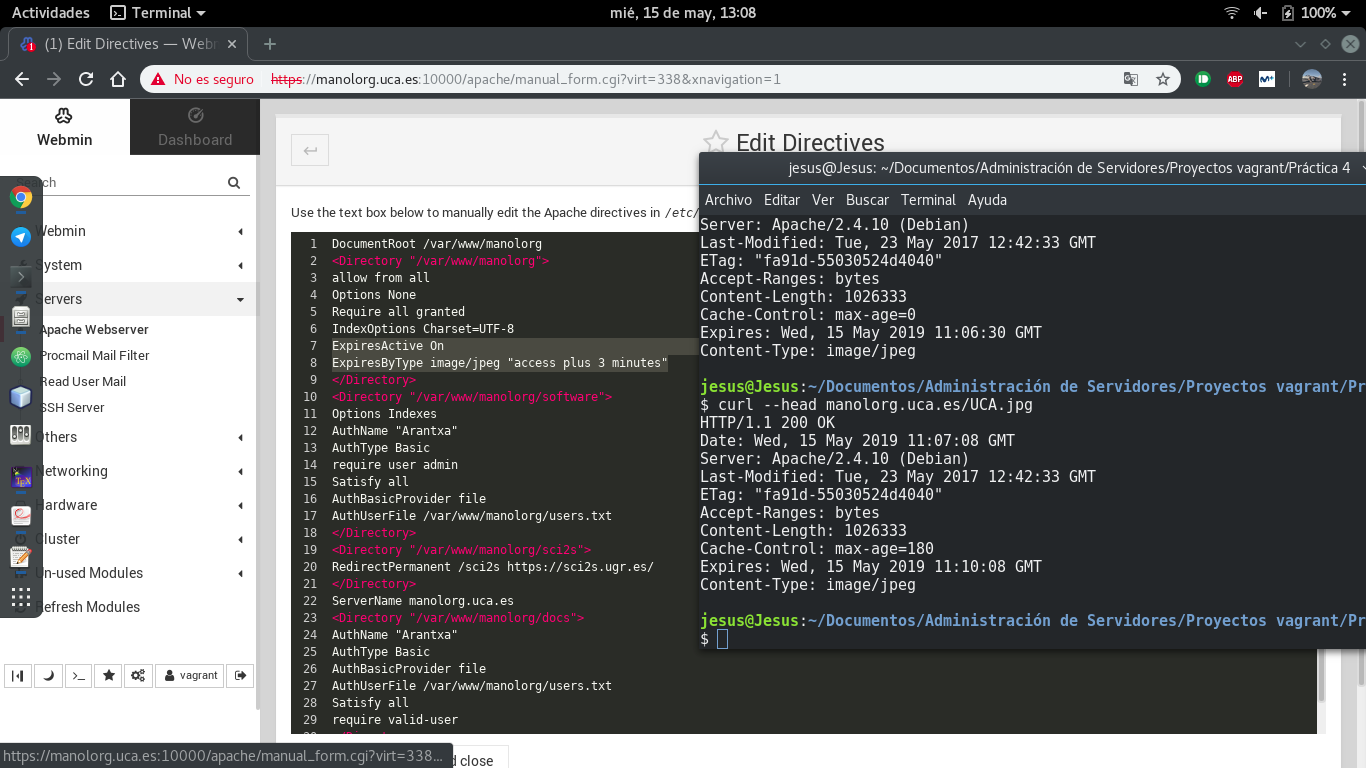 Actividades
Terminal
mié, 15 de may, 13:08
100%
(1) Edit Directives — Web
No es seguro
https://manolorg.uca.es:10000/apache/manual_form.cgi?virt=338&xnavigation=1
ABP
Webmin
Dashboard
Edit Directives
Webmin
System
Servers
Apache Webserver
Procmail Mail Filter
Read User Mail
SSH Server
Others
Networking
Hardware
Cluster
Un-used Modules
Refresh Modules
vagrant
Use the text box below to manually edit the Apache directives in /etc/
1 DocumentRoot /var/www/manolorg
2 <Directory "/var/www/manolorg">
3 allow from all
4 Options None
5 Require all granted
6 IndexOptions Charset=UTF-8
7 ExpiresActive On
8 ExpiresByType image/jpeg "access plus 3 minutes"
9 </Directory>
10 <Directory "/var/www/manolorg/software">
11 Options Indexes
12 AuthName "Arantxa"
13 AuthType Basic
14 require user admin
15 Satisfy all
16 AuthBasicProvider file
17 AuthUserFile /var/www/manolorg/users.txt
18 </Directory>
19 <Directory "/var/www/manolorg/sci2s">
20 RedirectPermanent /sci2s https://sci2s.ugr.es/
21 </Directory>
22 ServerName manolorg.uca.es
23 <Directory "/var/www/manolorg/docs">
24 AuthName "Arantxa"
25 AuthType Basic
26 AuthBasicProvider file
27 AuthUserFile /var/www/manolorg/users.txt
28 Satisfy all
29 require valid-user
d close
https://manolorg.uca.es:10000/apache/manual_form.cgi?virt=338...
jesus@Jesus: ~/Documentos/Administración de Servidores/Proyectos vagrant/Práctica 4
Archivo Editar Ver Buscar Terminal Ayuda
Server: Apache/2.4.10 (Debian)
Last-Modified: Tue, 23 May 2017 12:42:33 GMT
ETag: "fa91d-55030524d4040"
Accept-Ranges: bytes
Content-Length: 1026333
Cache-Control: max-age=0
Expires: Wed, 15 May 2019 11:06:30 GMT
Content-Type: image/jpeg
jesus@Jesus:~/Documentos/Administración de Servidores/Proyectos vagrant/Pr
$ curl --head manolorg.uca.es/UCA.jpg
HTTP/1.1 200 OK
Date: Wed, 15 May 2019 11:07:08 GMT
Server: Apache/2.4.10 (Debian)
Last-Modified: Tue, 23 May 2017 12:42:33 GMT
ETag: "fa91d-55030524d4040"
Accept-Ranges: bytes
Content-Length: 1026333
Cache-Control: max-age=180
Expires: Wed, 15 May 2019 11:10:08 GMT
Content-Type: image/jpeg
jesus@Jesus:~/Documentos/Administración de Servidores/Proyectos vagrant/Pr
$